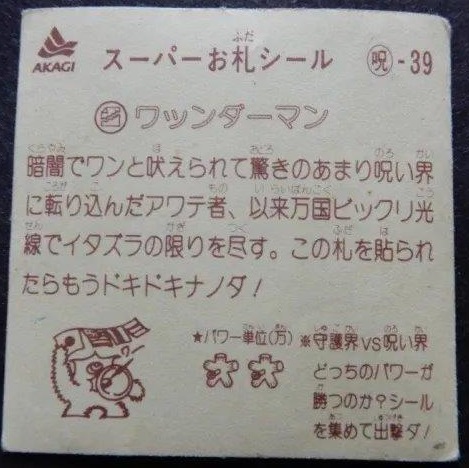 AKAGI スーパーお札シール 呪-39
ワッンダーマン
暗闇でワンと吠えられて驚きのあまり呪い界
に転り込んだアワテ者、以来万国ビックリ光
線でイタズラの限りを尽す。この札を貼られ
たらもうドキドキナノダ!
★パワー単位(万)
※守護界VS呪い界
どっちのパワーが
勝つのか?シール
を集めて出撃ダ!